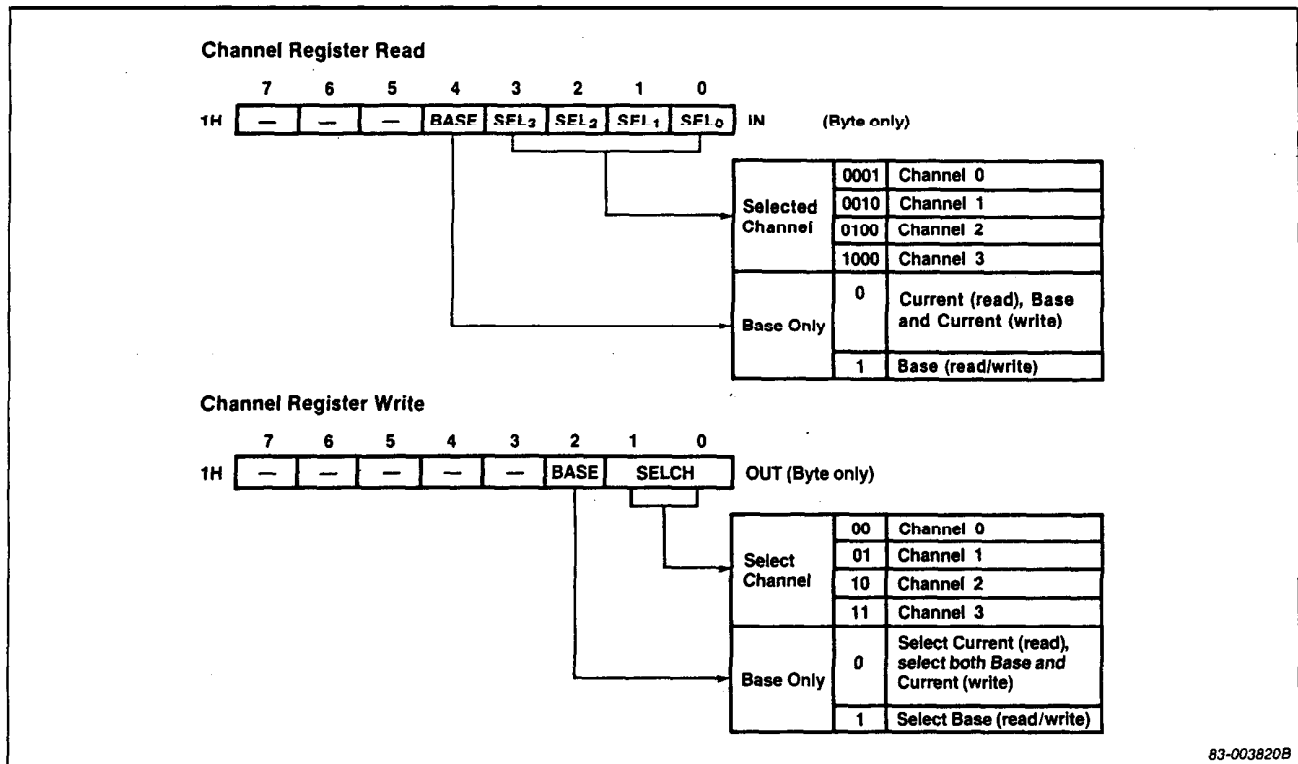 Channel Register Read
7 6 5 4 3 2 1 0
1H — — — BASE SEL₃ SEL₂ SEL₁ SEL₀ IN (Byte only)
Selected Channel
0001 Channel 0
0010 Channel 1
0100 Channel 2
1000 Channel 3
Base Only
0 Current (read), Base
and Current (write)
1 Base (read/write)
Channel Register Write
7 6 5 4 3 2 1 0
1H — — — — — BASE SELCH OUT (Byte only)
Select Channel
00 Channel 0
01 Channel 1
10 Channel 2
11 Channel 3
Base Only
0 Select Current (read),
select both Base and
Current (write)
1 Select Base (read/write)
83-003820B